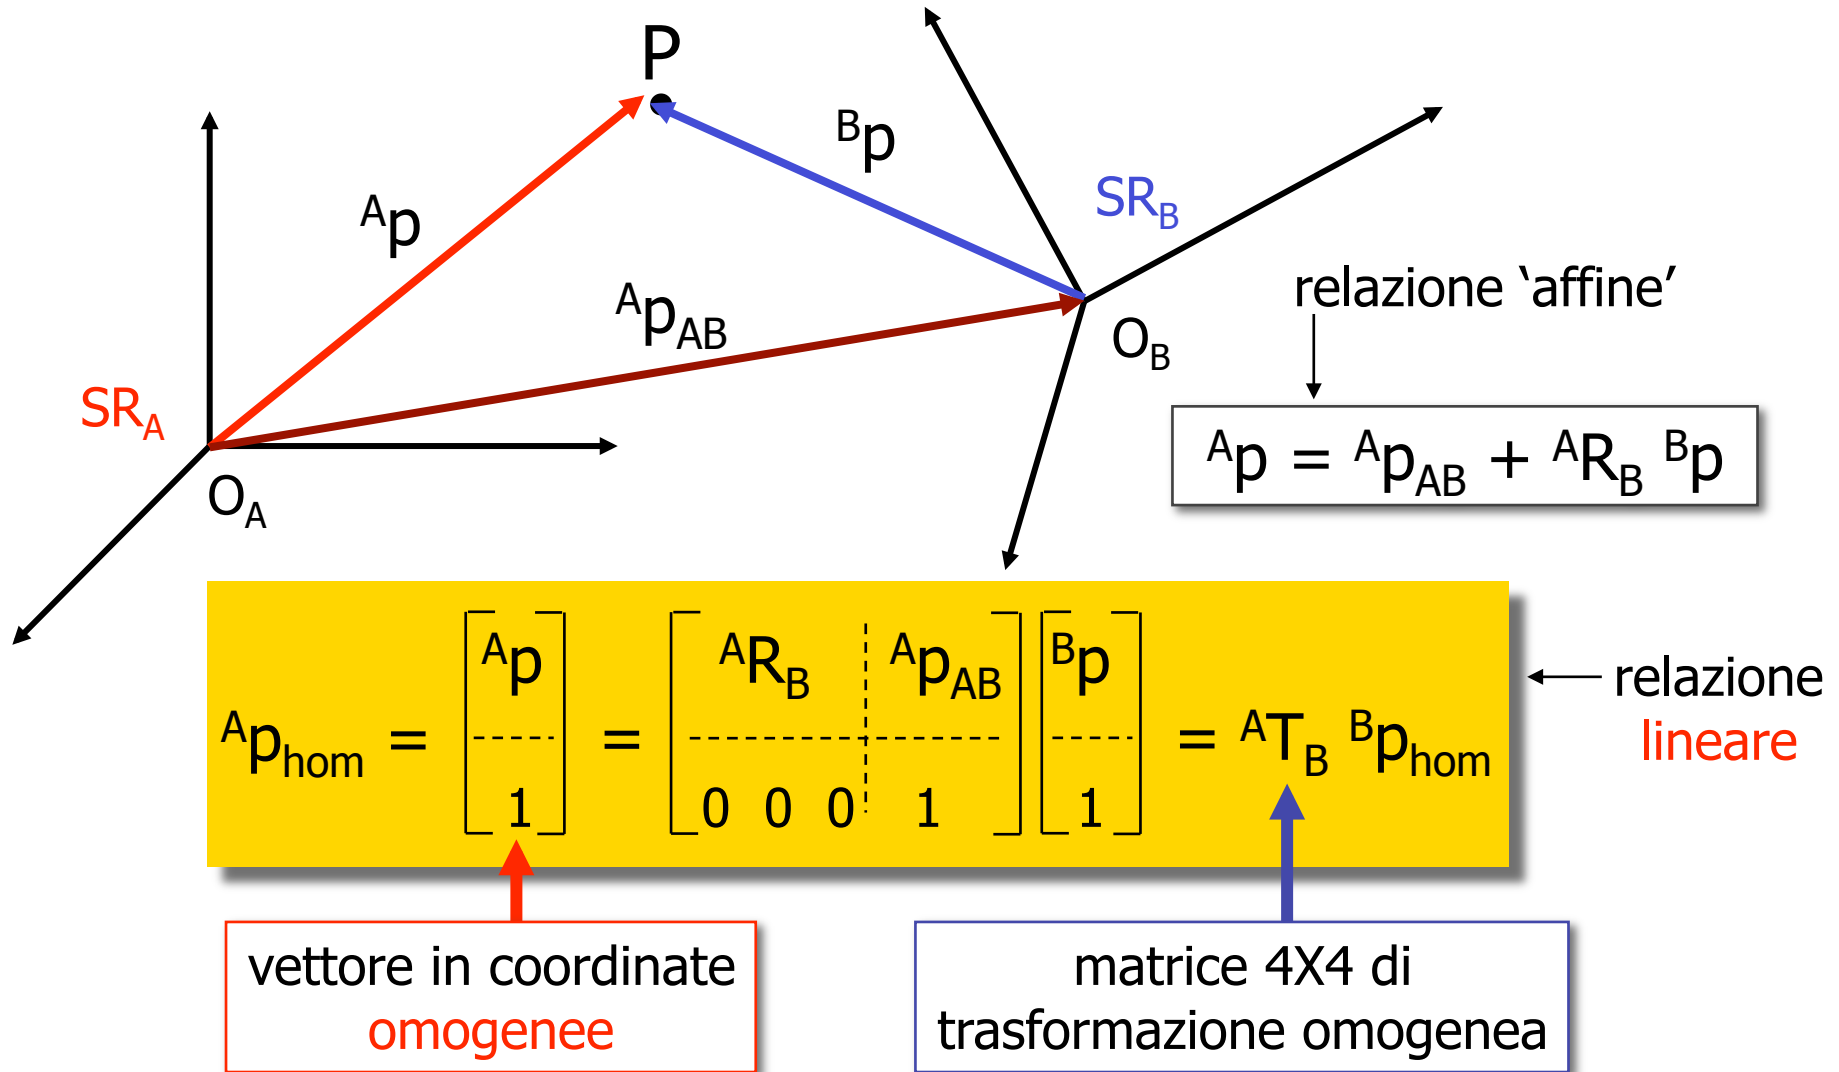 P
ᴮp
ᴬp
SR_B
ᴬp_AB
relazione ‘affine’
O_B
SR_A
ᴬp = ᴬp_AB + ᴬR_B ᴮp
O_A
ᴬp_hom = [ᴬp 1] = [ᴬR_B ᴬp_AB 0 0 0 1] [ᴮp 1] = ᴬT_B ᴮp_hom
relazione
lineare
vettore in coordinate
omogenee
matrice 4X4 di
trasformazione omogenea